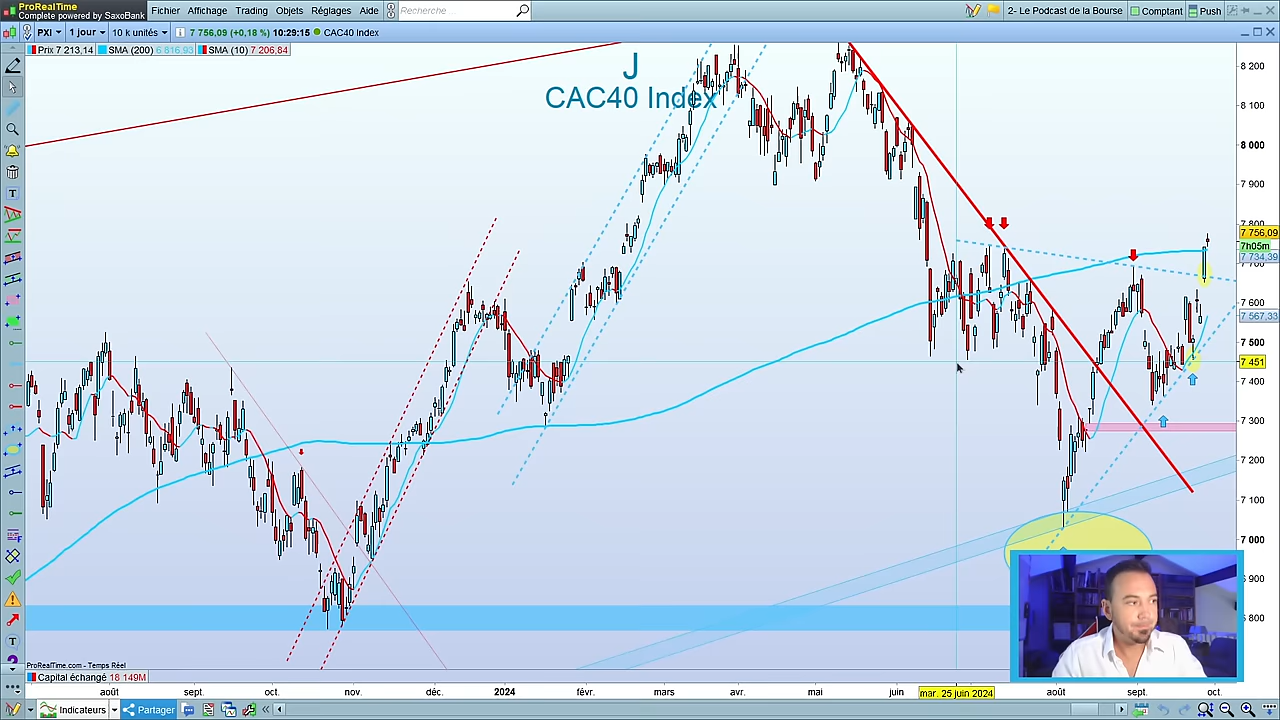 ProRealTime
Complete powered by SaxoBank
Fichier Affichage Trading Objets Réglages Aide
Recherche
2- Le Podcast de la Bourse
Comptant
Push
PXI
1 jour
10 k unités
7 756,09 (+0,18 %) 10:29:15
CAC40 Index
Prix 7 213,14
SMA (200) 6 816,93
SMA (10) 7 206,84
J
CAC40 Index
8 200
8 100
8 000
7 900
7 756,09
7h05m
7 734,39
7 600
7 567,33
7 500
7 451
7 400
7 300
7 200
7 100
7 000
ProRealTime.com - Temps Réel
Capital échangé 18 149M
août
sept.
oct.
nov.
déc.
2024
févr.
mars
avr.
mai
juin
mar. 25 juin 2024
août
sept.
oct.
Indicateurs
Partager